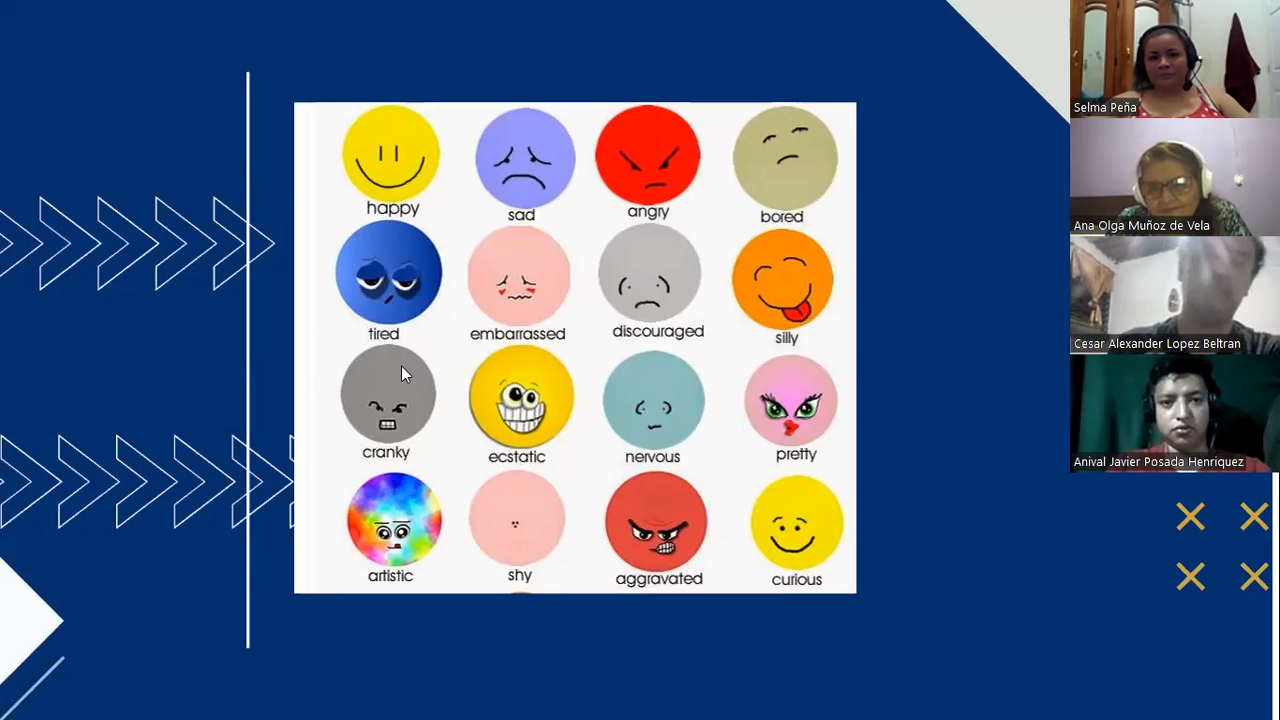 happy
sad
angry
bored
tired
embarrassed
discouraged
silly
cranky
ecstatic
nervous
pretty
artistic
shy
aggravated
curious
Selma Peña
Ana Olga Muñoz de Vela
Cesar Alexander Lopez Beltran
Anival Javier Posada Henriquez